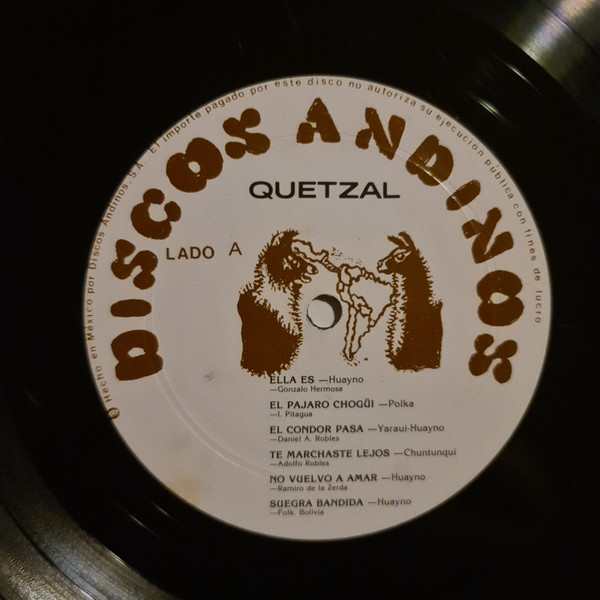 Hecho en México por Discos Andinos, S.A. El importe pagado por este disco no autoriza su ejecución pública con fines de lucro
DISCOS ANDINOS
QUETZAL
LADO A
ELLA ES —Huayno
—Gonzalo Hermosa
EL PAJARO CHOGÜI —Polka
—I. Pitagua
EL CONDOR PASA —Yaraui-Huayno
—Daniel A. Robles
TE MARCHASTE LEJOS —Chuntunqui
—Adolfo Robles
NO VUELVO A AMAR —Huayno
—Ramiro de la Zerda
SUEGRA BANDIDA —Huayno
—Folk. Bolivia